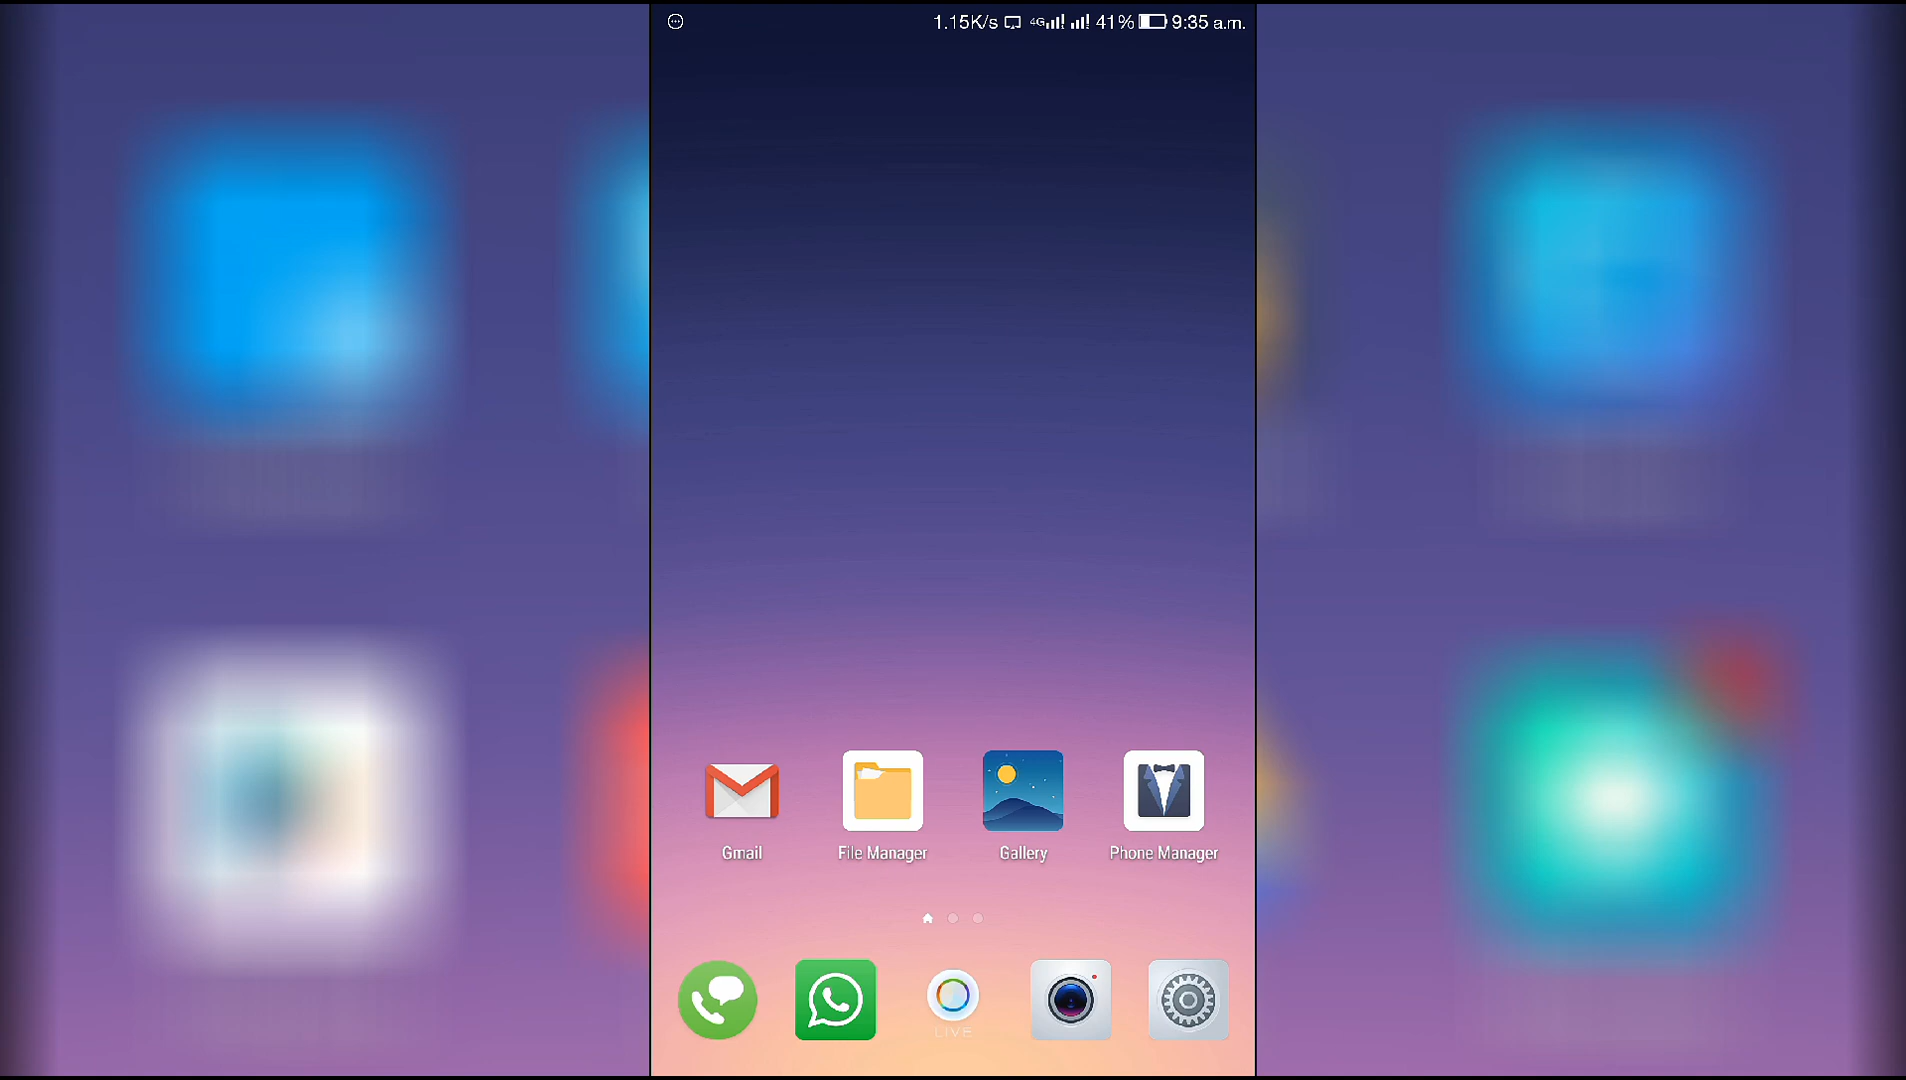 1.15K/s 4G 41% 9:35 a.m.
Gmail File Manager Gallery Phone Manager
LIVE